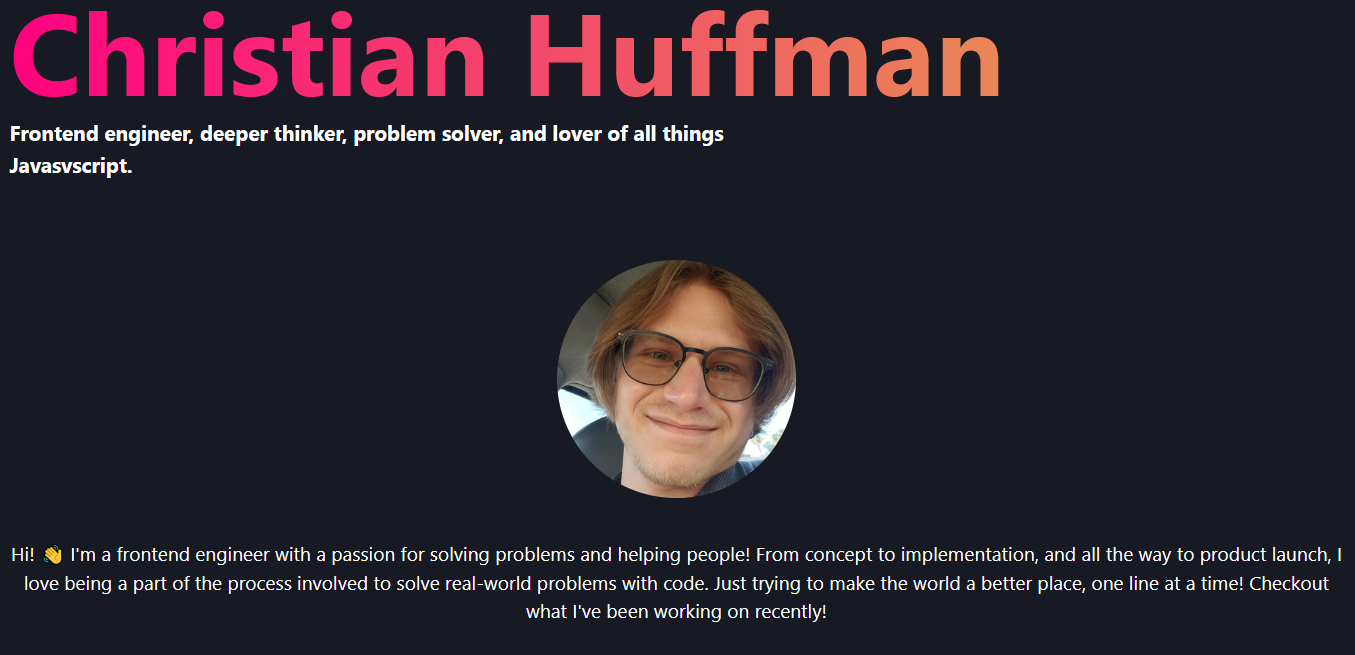 Christian Huffman
Frontend engineer, deeper thinker, problem solver, and lover of all things
Javasvscript.
Hi! 👋 I'm a frontend engineer with a passion for solving problems and helping people! From concept to implementation, and all the way to product launch, I
love being a part of the process involved to solve real-world problems with code. Just trying to make the world a better place, one line at a time! Checkout
what I've been working on recently!